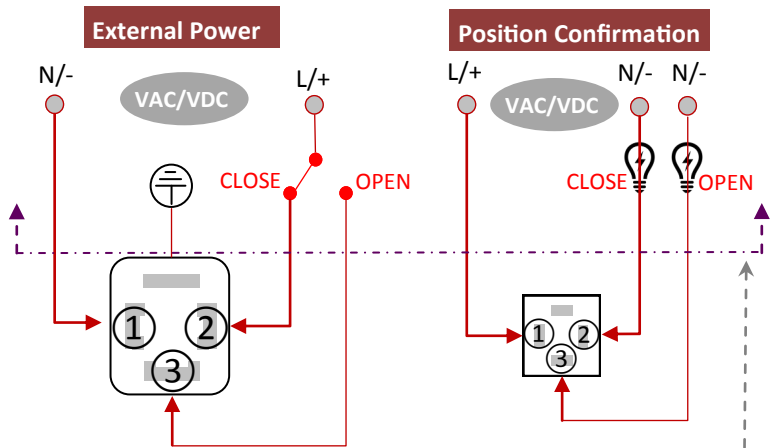 External Power
Position Confirmation
N/-
L/+
L/+
N/-
N/-
VAC/VDC
VAC/VDC
CLOSE
OPEN
CLOSE
OPEN
1
2
3
1
2
3